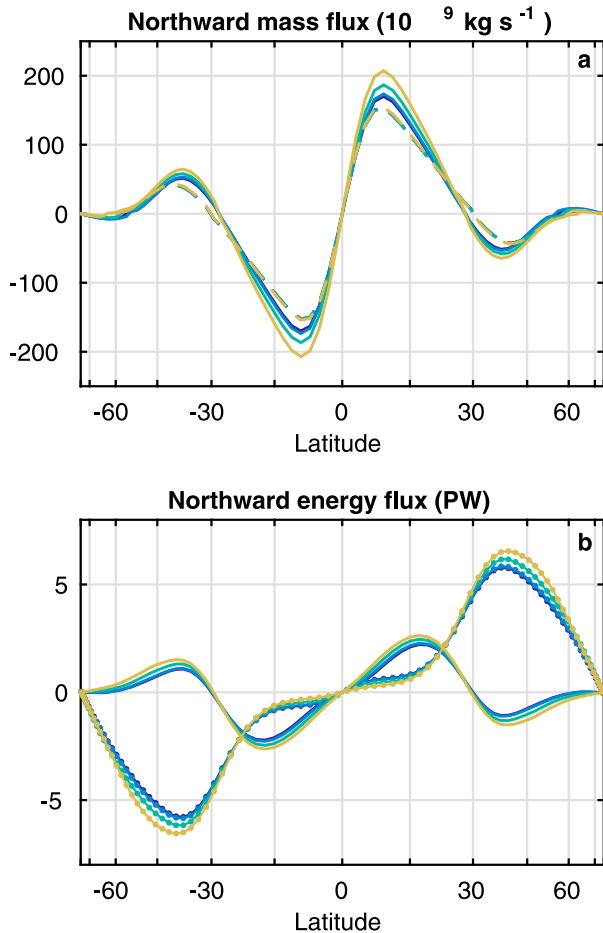 Northward mass flux (10 9 kg s -1 )
a
200
100
0
-100
-200
-60 -30 0 30 60
Latitude
Northward energy flux (PW)
b
5
0
-5
-60 -30 0 30 60
Latitude